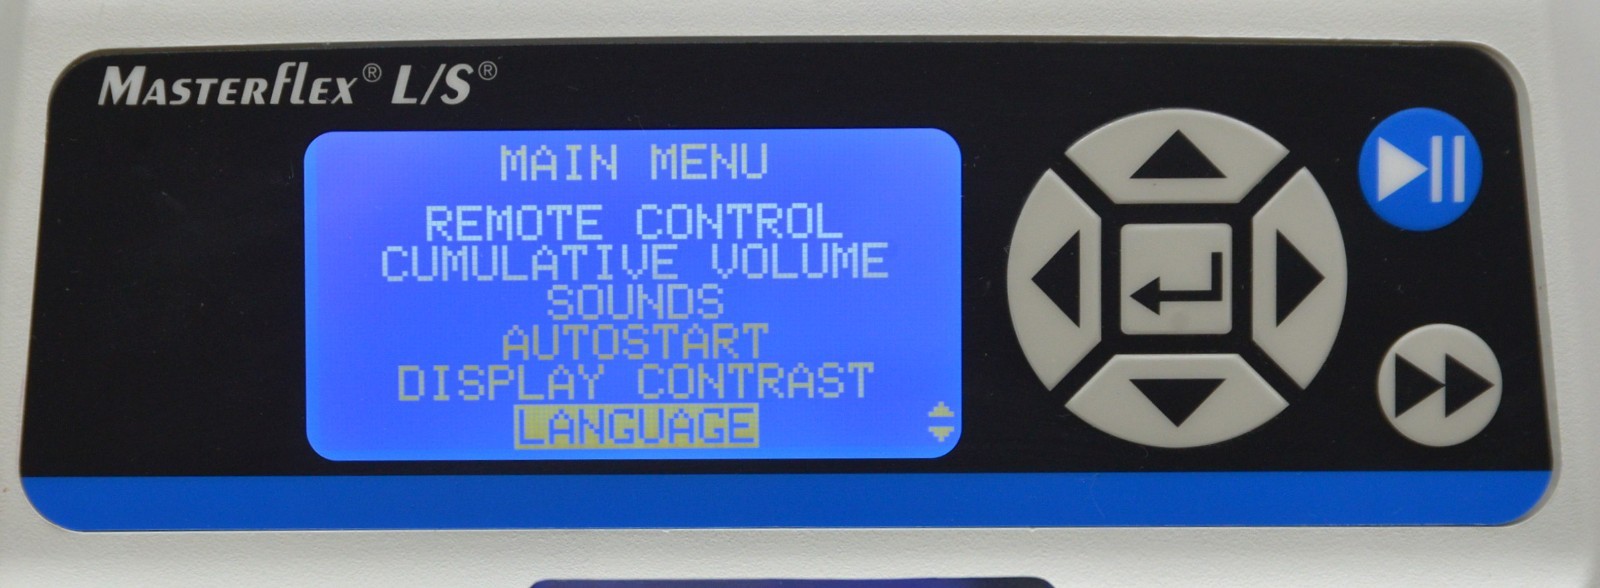 MASTERFLEX® L/S®
MAIN MENU
REMOTE CONTROL
CUMULATIVE VOLUME
SOUNDS
AUTOSTART
DISPLAY CONTRAST
LANGUAGE